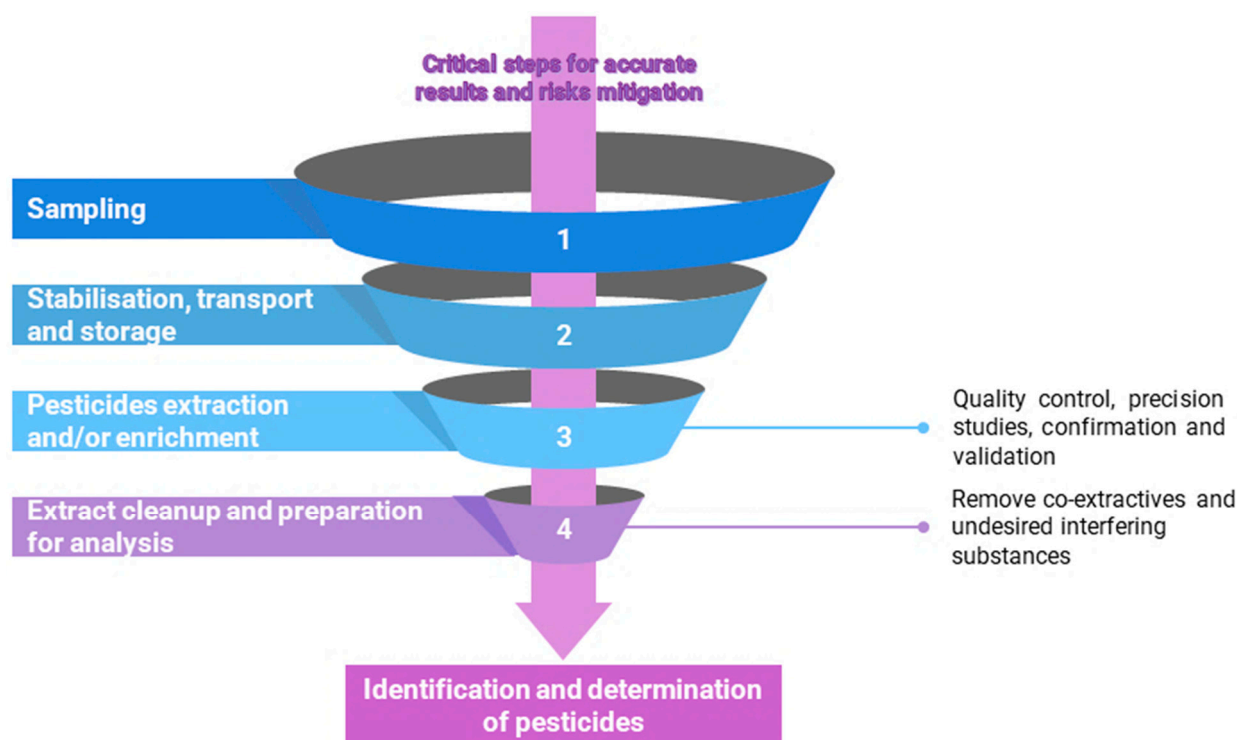 Critical steps for accurate
results and risks mitigation
Sampling
1
Stabilisation, transport
and storage
2
Pesticides extraction
and/or enrichment
3
Quality control, precision
studies, confirmation and
validation
Extract cleanup and preparation
for analysis
4
Remove co-extractives and
undesired interfering
substances
Identification and determination
of pesticides